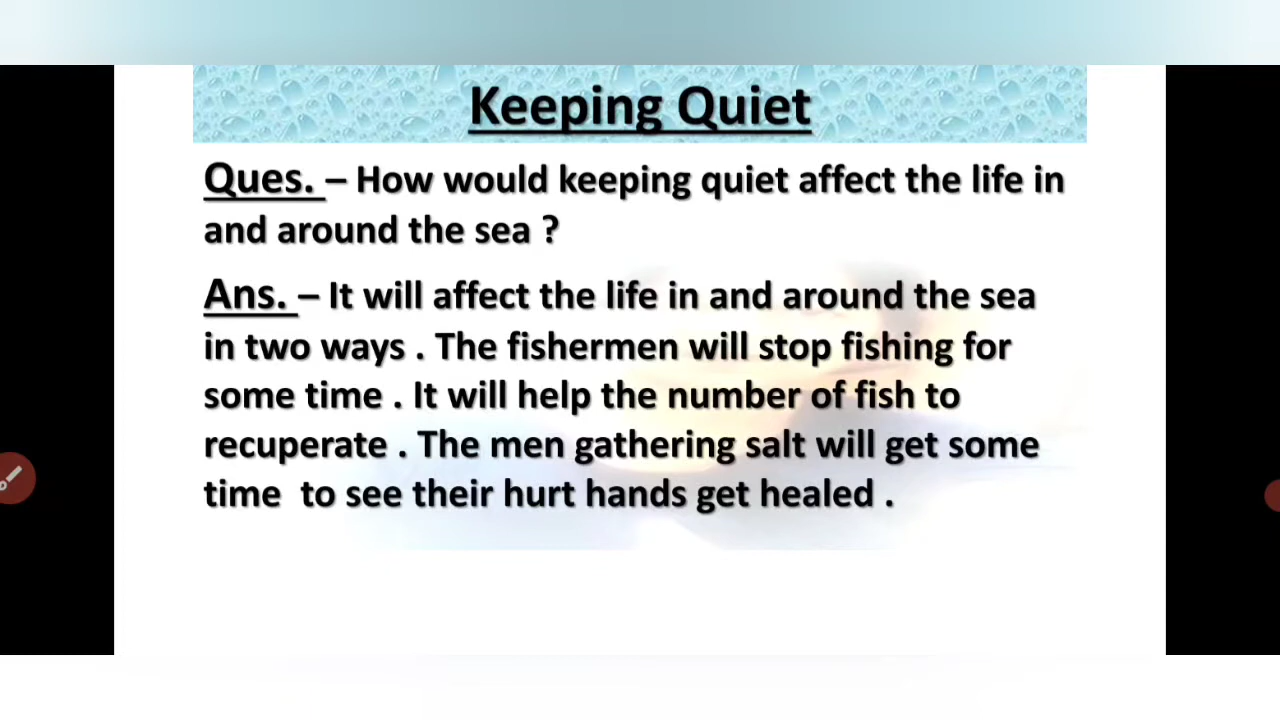 Keeping Quiet
Ques. – How would keeping quiet affect the life in
and around the sea ?
Ans. – It will affect the life in and around the sea
in two ways . The fishermen will stop fishing for
some time . It will help the number of fish to
recuperate . The men gathering salt will get some
time  to see their hurt hands get healed .